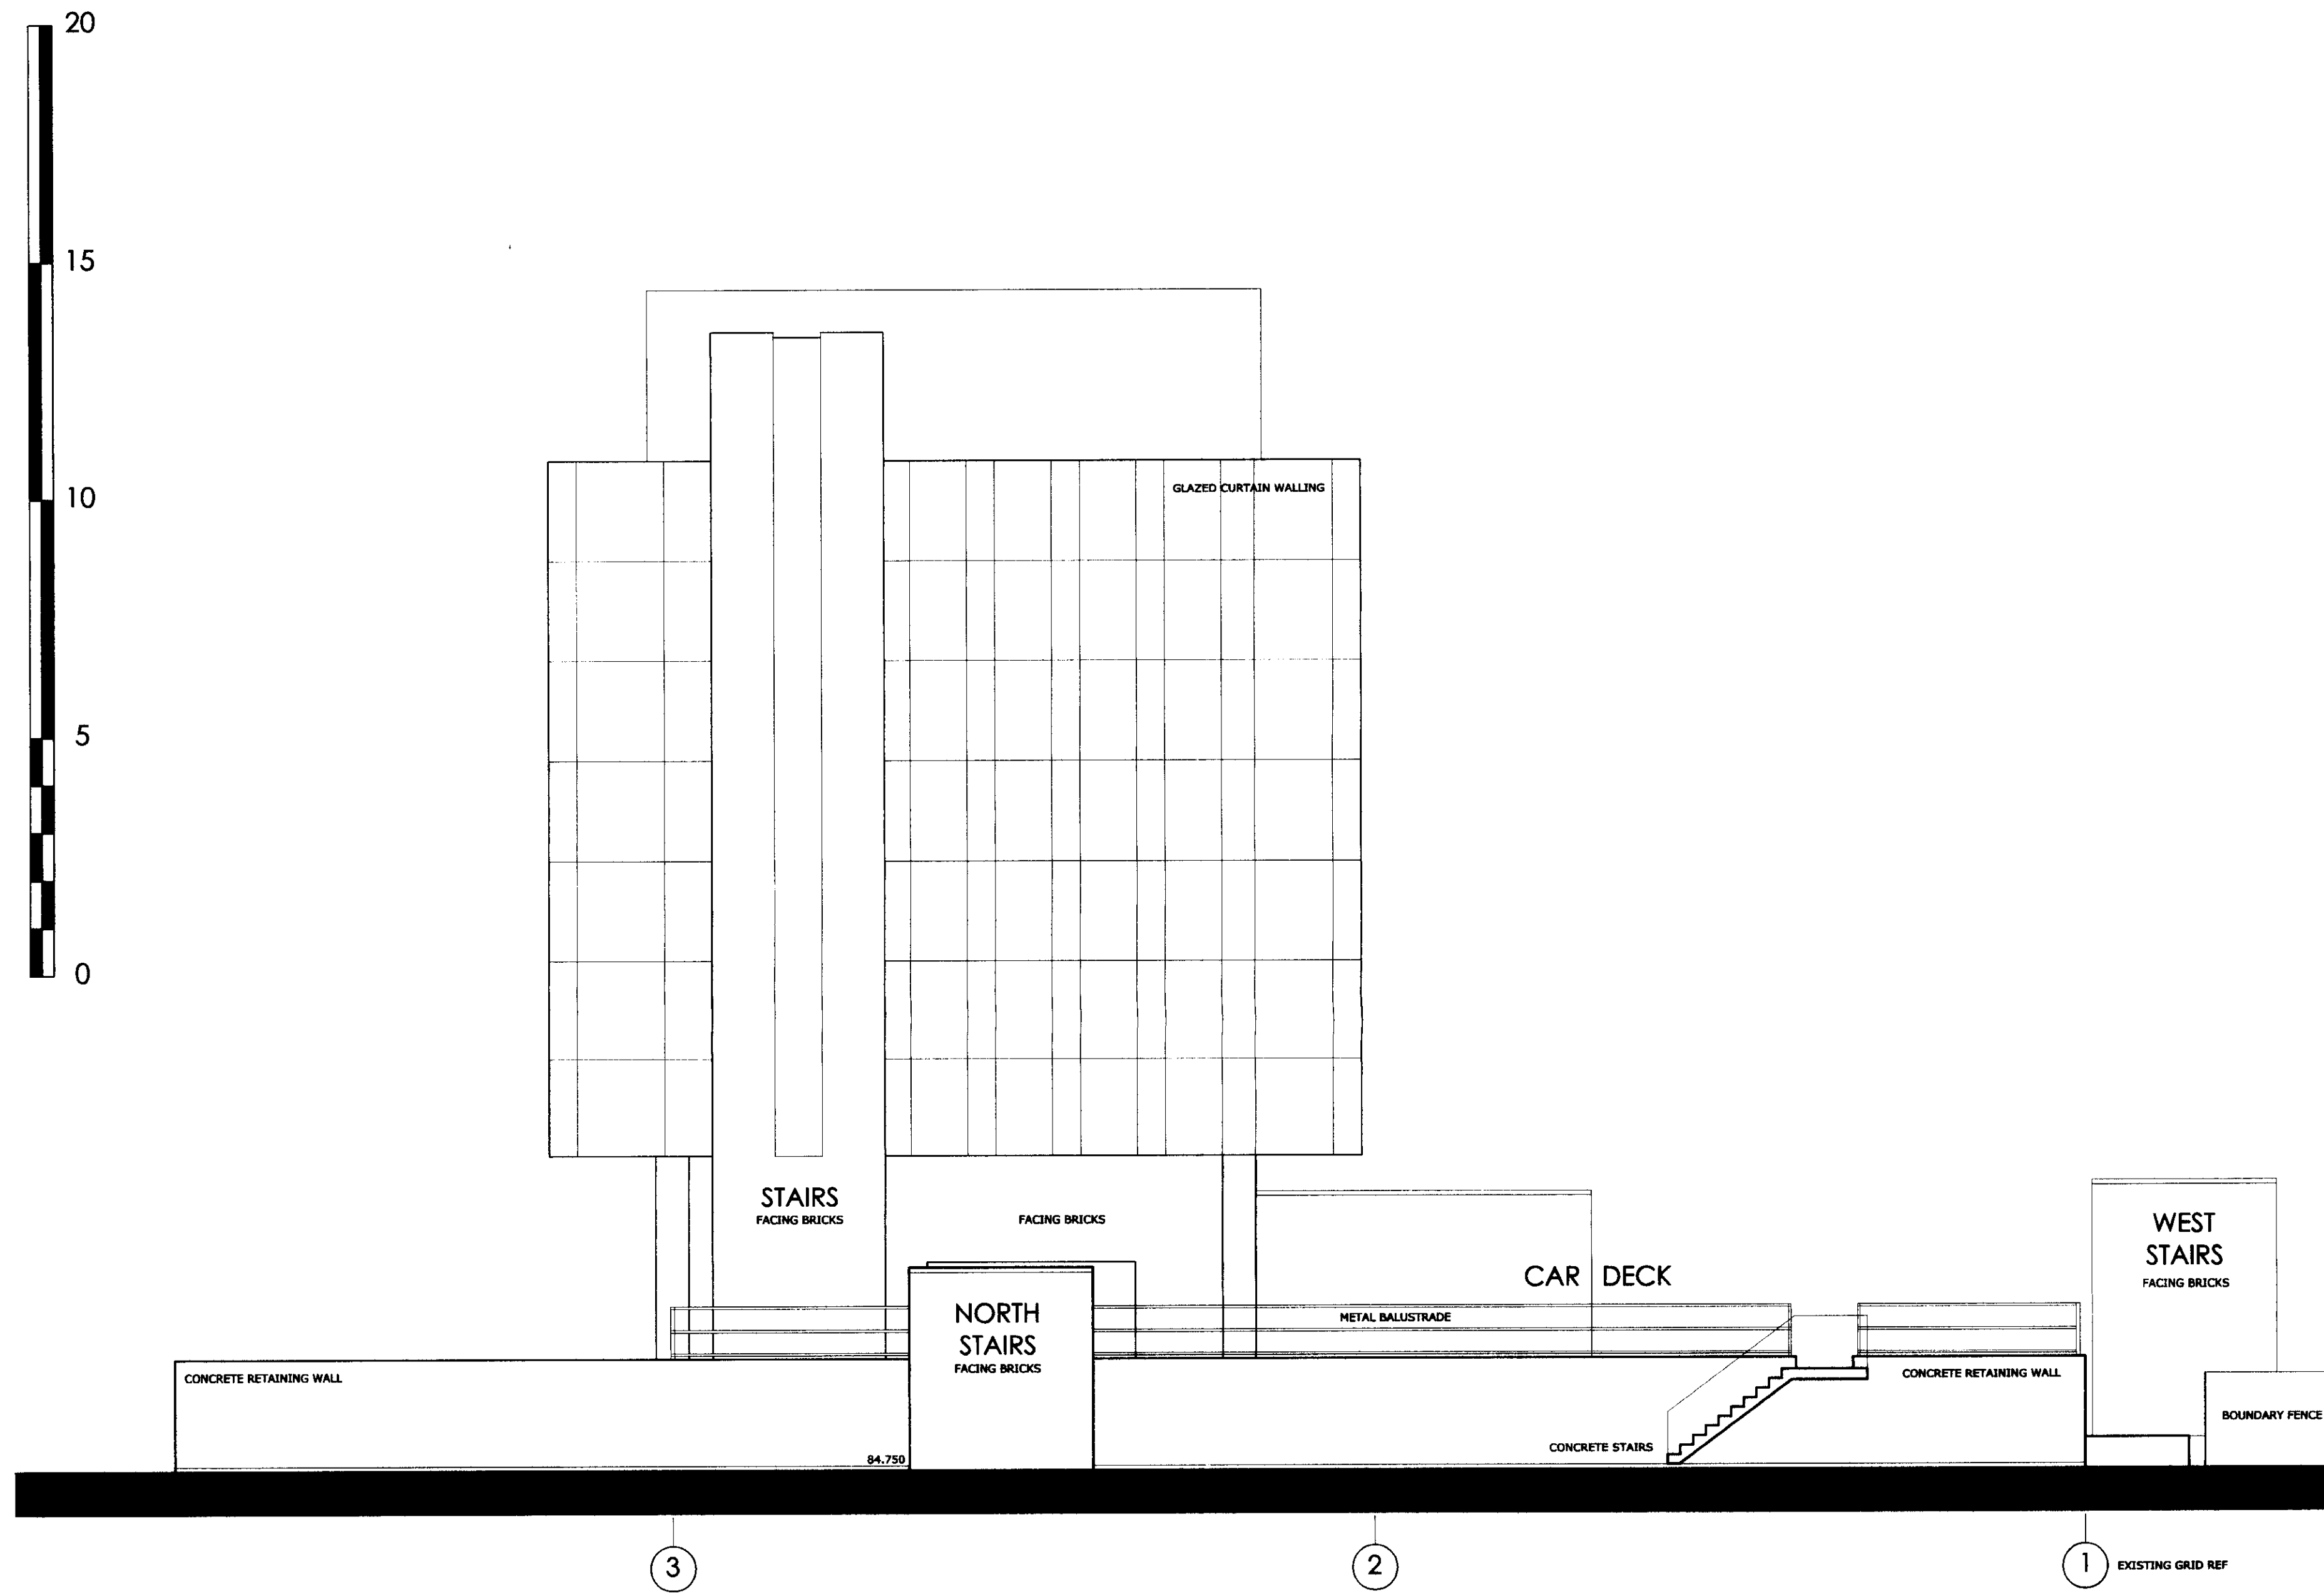 20
15
10
5
0
GLAZED CURTAIN WALLING
STAIRS
FACING BRICKS
FACING BRICKS
WEST
STAIRS
FACING BRICKS
CAR DECK
NORTH
STAIRS
FACING BRICKS
METAL BALUSTRADE
CONCRETE RETAINING WALL
CONCRETE RETAINING WALL
BOUNDARY FENCE
CONCRETE STAIRS
84.750
3
2
1
EXISTING GRID REF